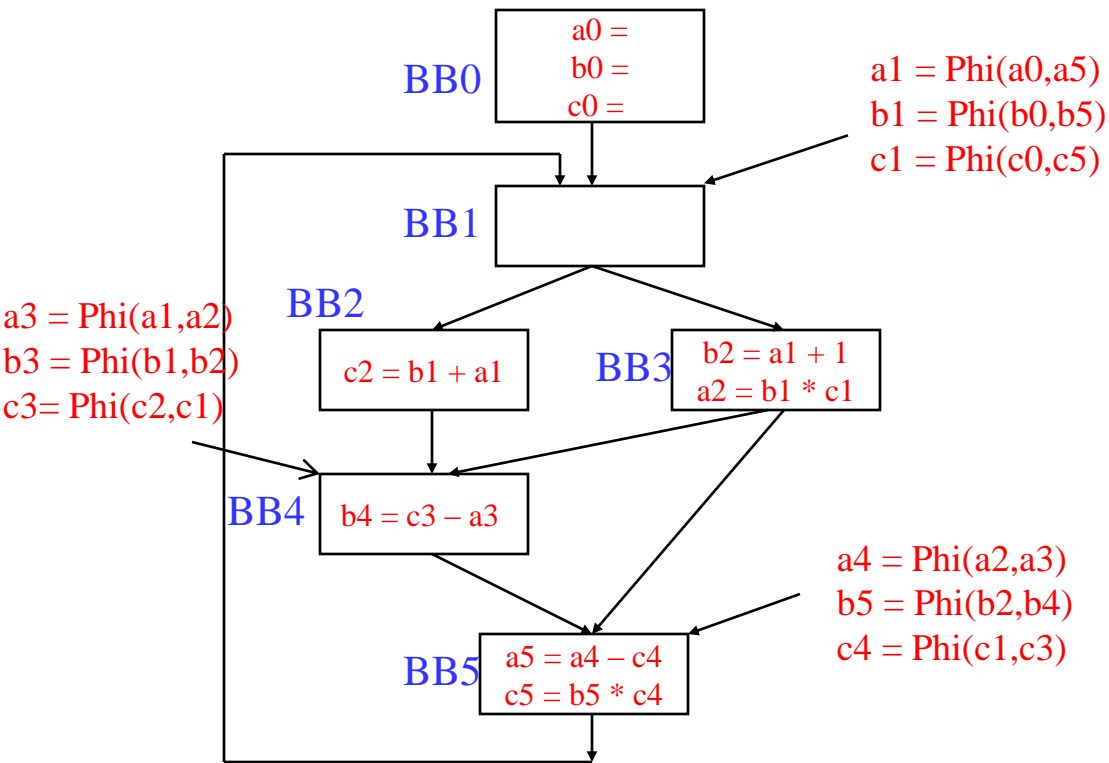 a0 =
b0 =
c0 =
BB0
a1 = Phi(a0,a5)
b1 = Phi(b0,b5)
c1 = Phi(c0,c5)
BB1
BB2
a3 = Phi(a1,a2)
b3 = Phi(b1,b2)
c3= Phi(c2,c1)
c2 = b1 + a1
BB3
b2 = a1 + 1
a2 = b1 * c1
BB4
b4 = c3 – a3
a4 = Phi(a2,a3)
b5 = Phi(b2,b4)
c4 = Phi(c1,c3)
BB5
a5 = a4 – c4
c5 = b5 * c4